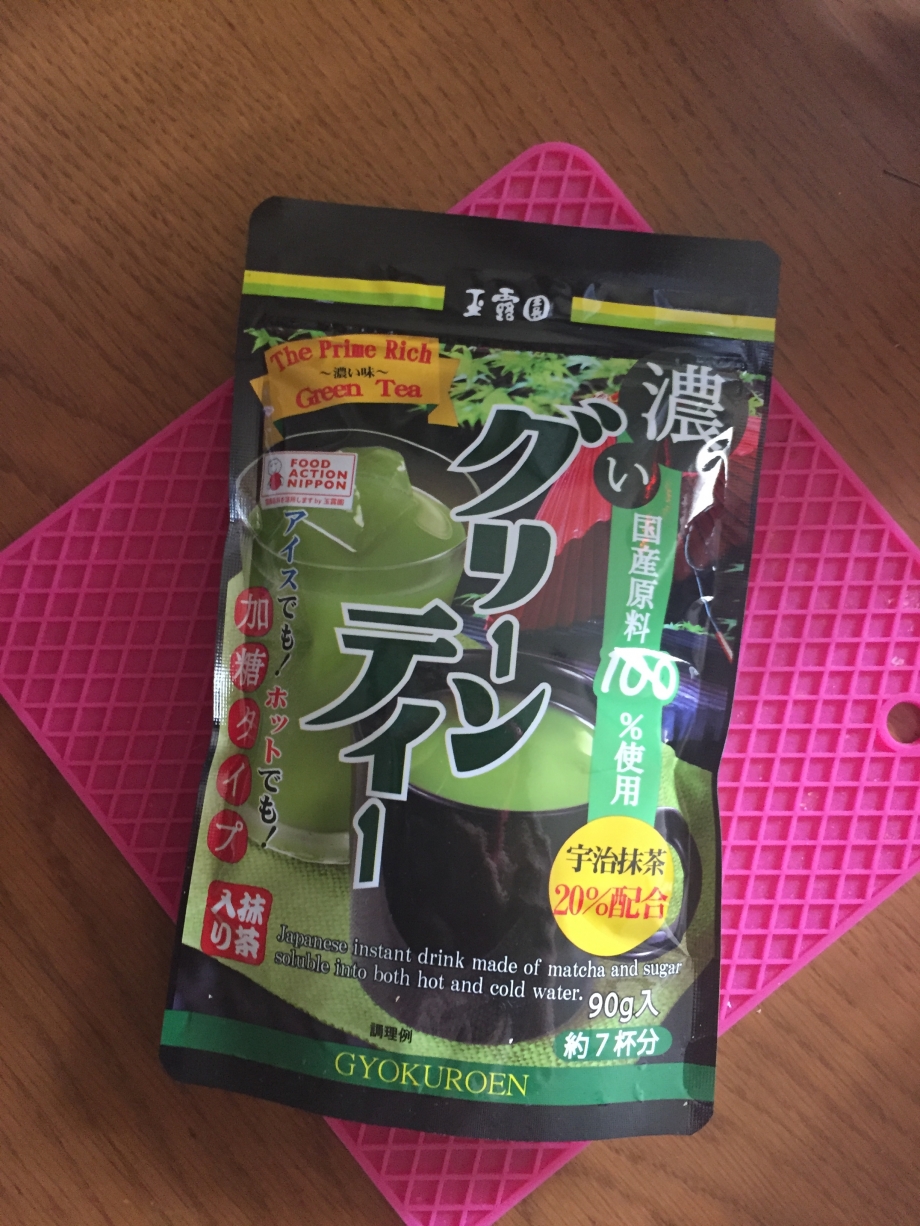 玉露園
The Prime Rich
～濃い味～
Green Tea
濃い
グリーン
ティー
国産原料100%使用
FOOD
ACTION
NIPPON
アイスでも!ホットでも!
加糖タイプ
宇治抹茶
20%配合
抹茶
入り
Japanese instant drink made of matcha and sugar
soluble into both hot and cold water.
90g入
約7杯分
調理例
GYOKUROEN